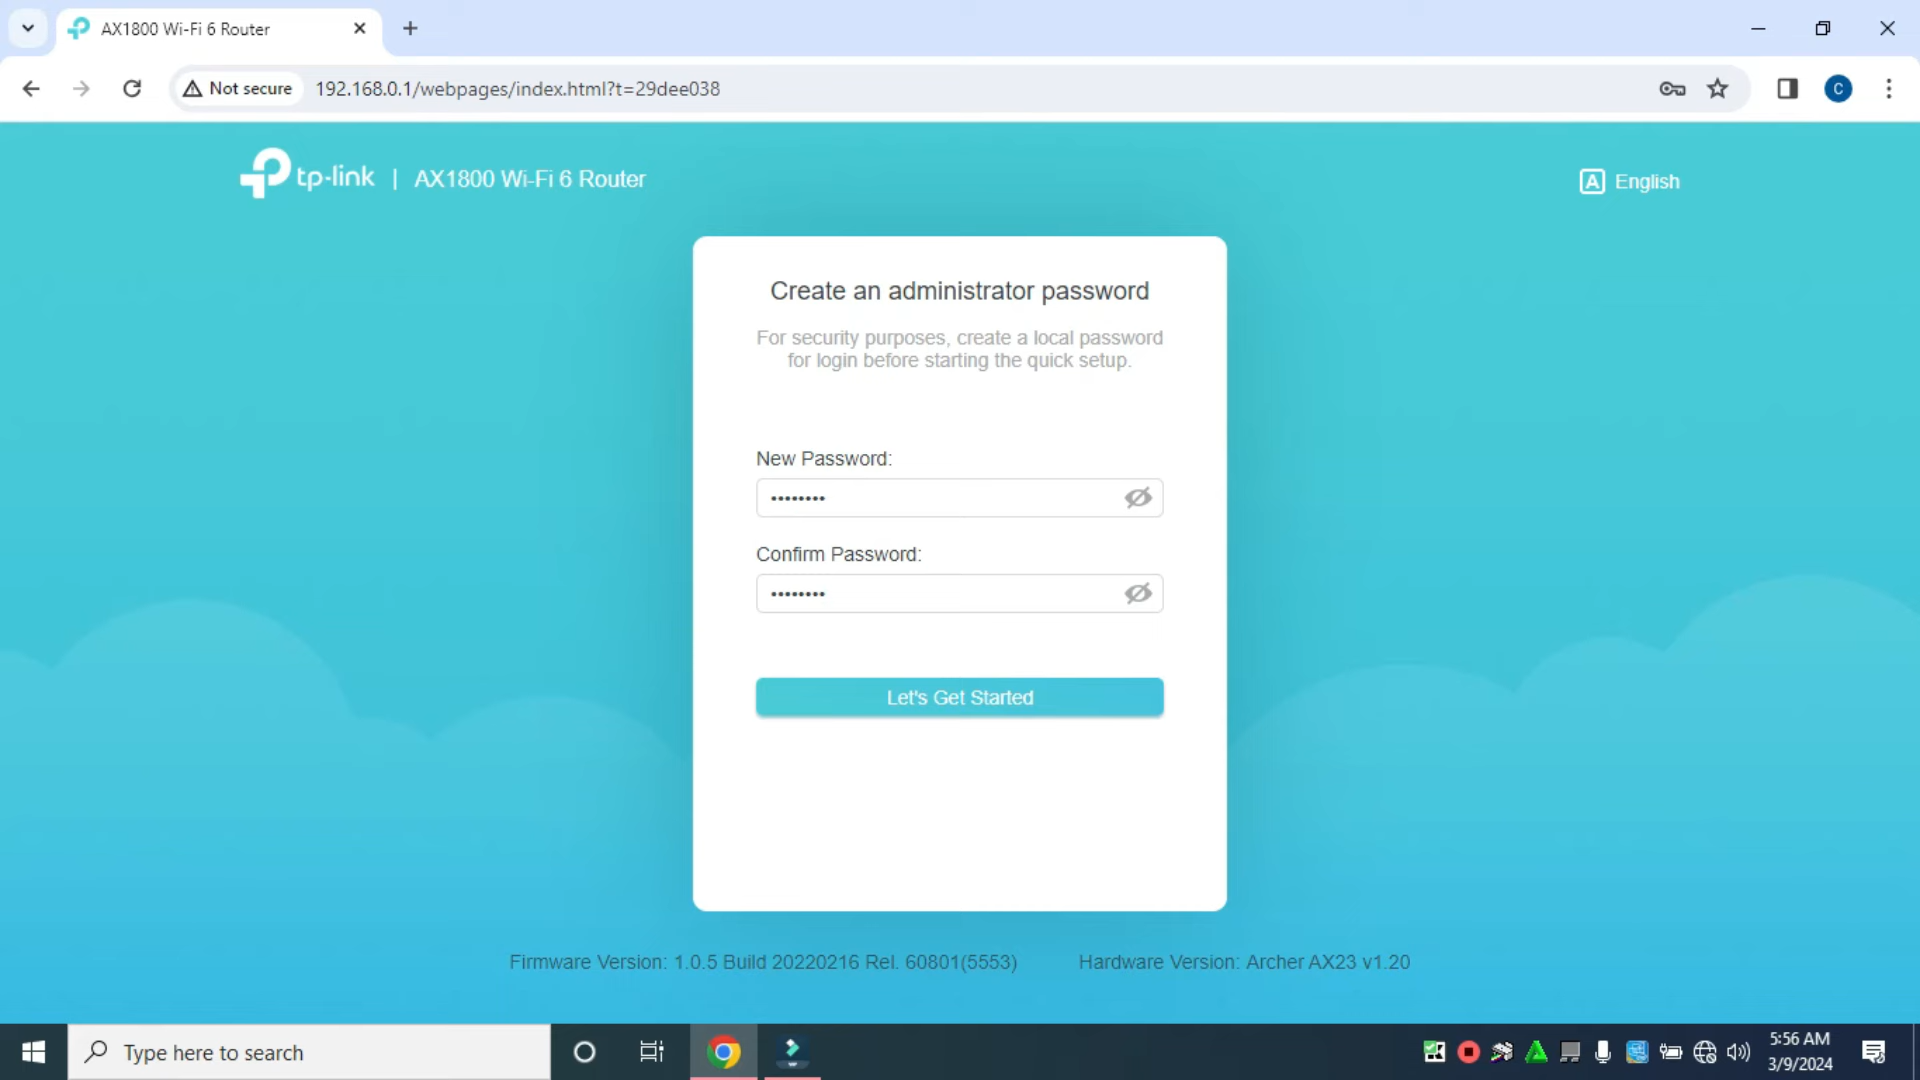 AX1800 Wi-Fi 6 Router
Not secure
192.168.0.1/webpages/index.html?t=29dee038
C
tp-link | AX1800 Wi-Fi 6 Router
A English
Create an administrator password
For security purposes, create a local password
for login before starting the quick setup.
New Password:
••••••••
Confirm Password:
••••••••
Let's Get Started
Firmware Version: 1.0.5 Build 20220216 Rel. 60801(5553)
Hardware Version: Archer AX23 v1.20
Type here to search
5:56 AM
3/9/2024